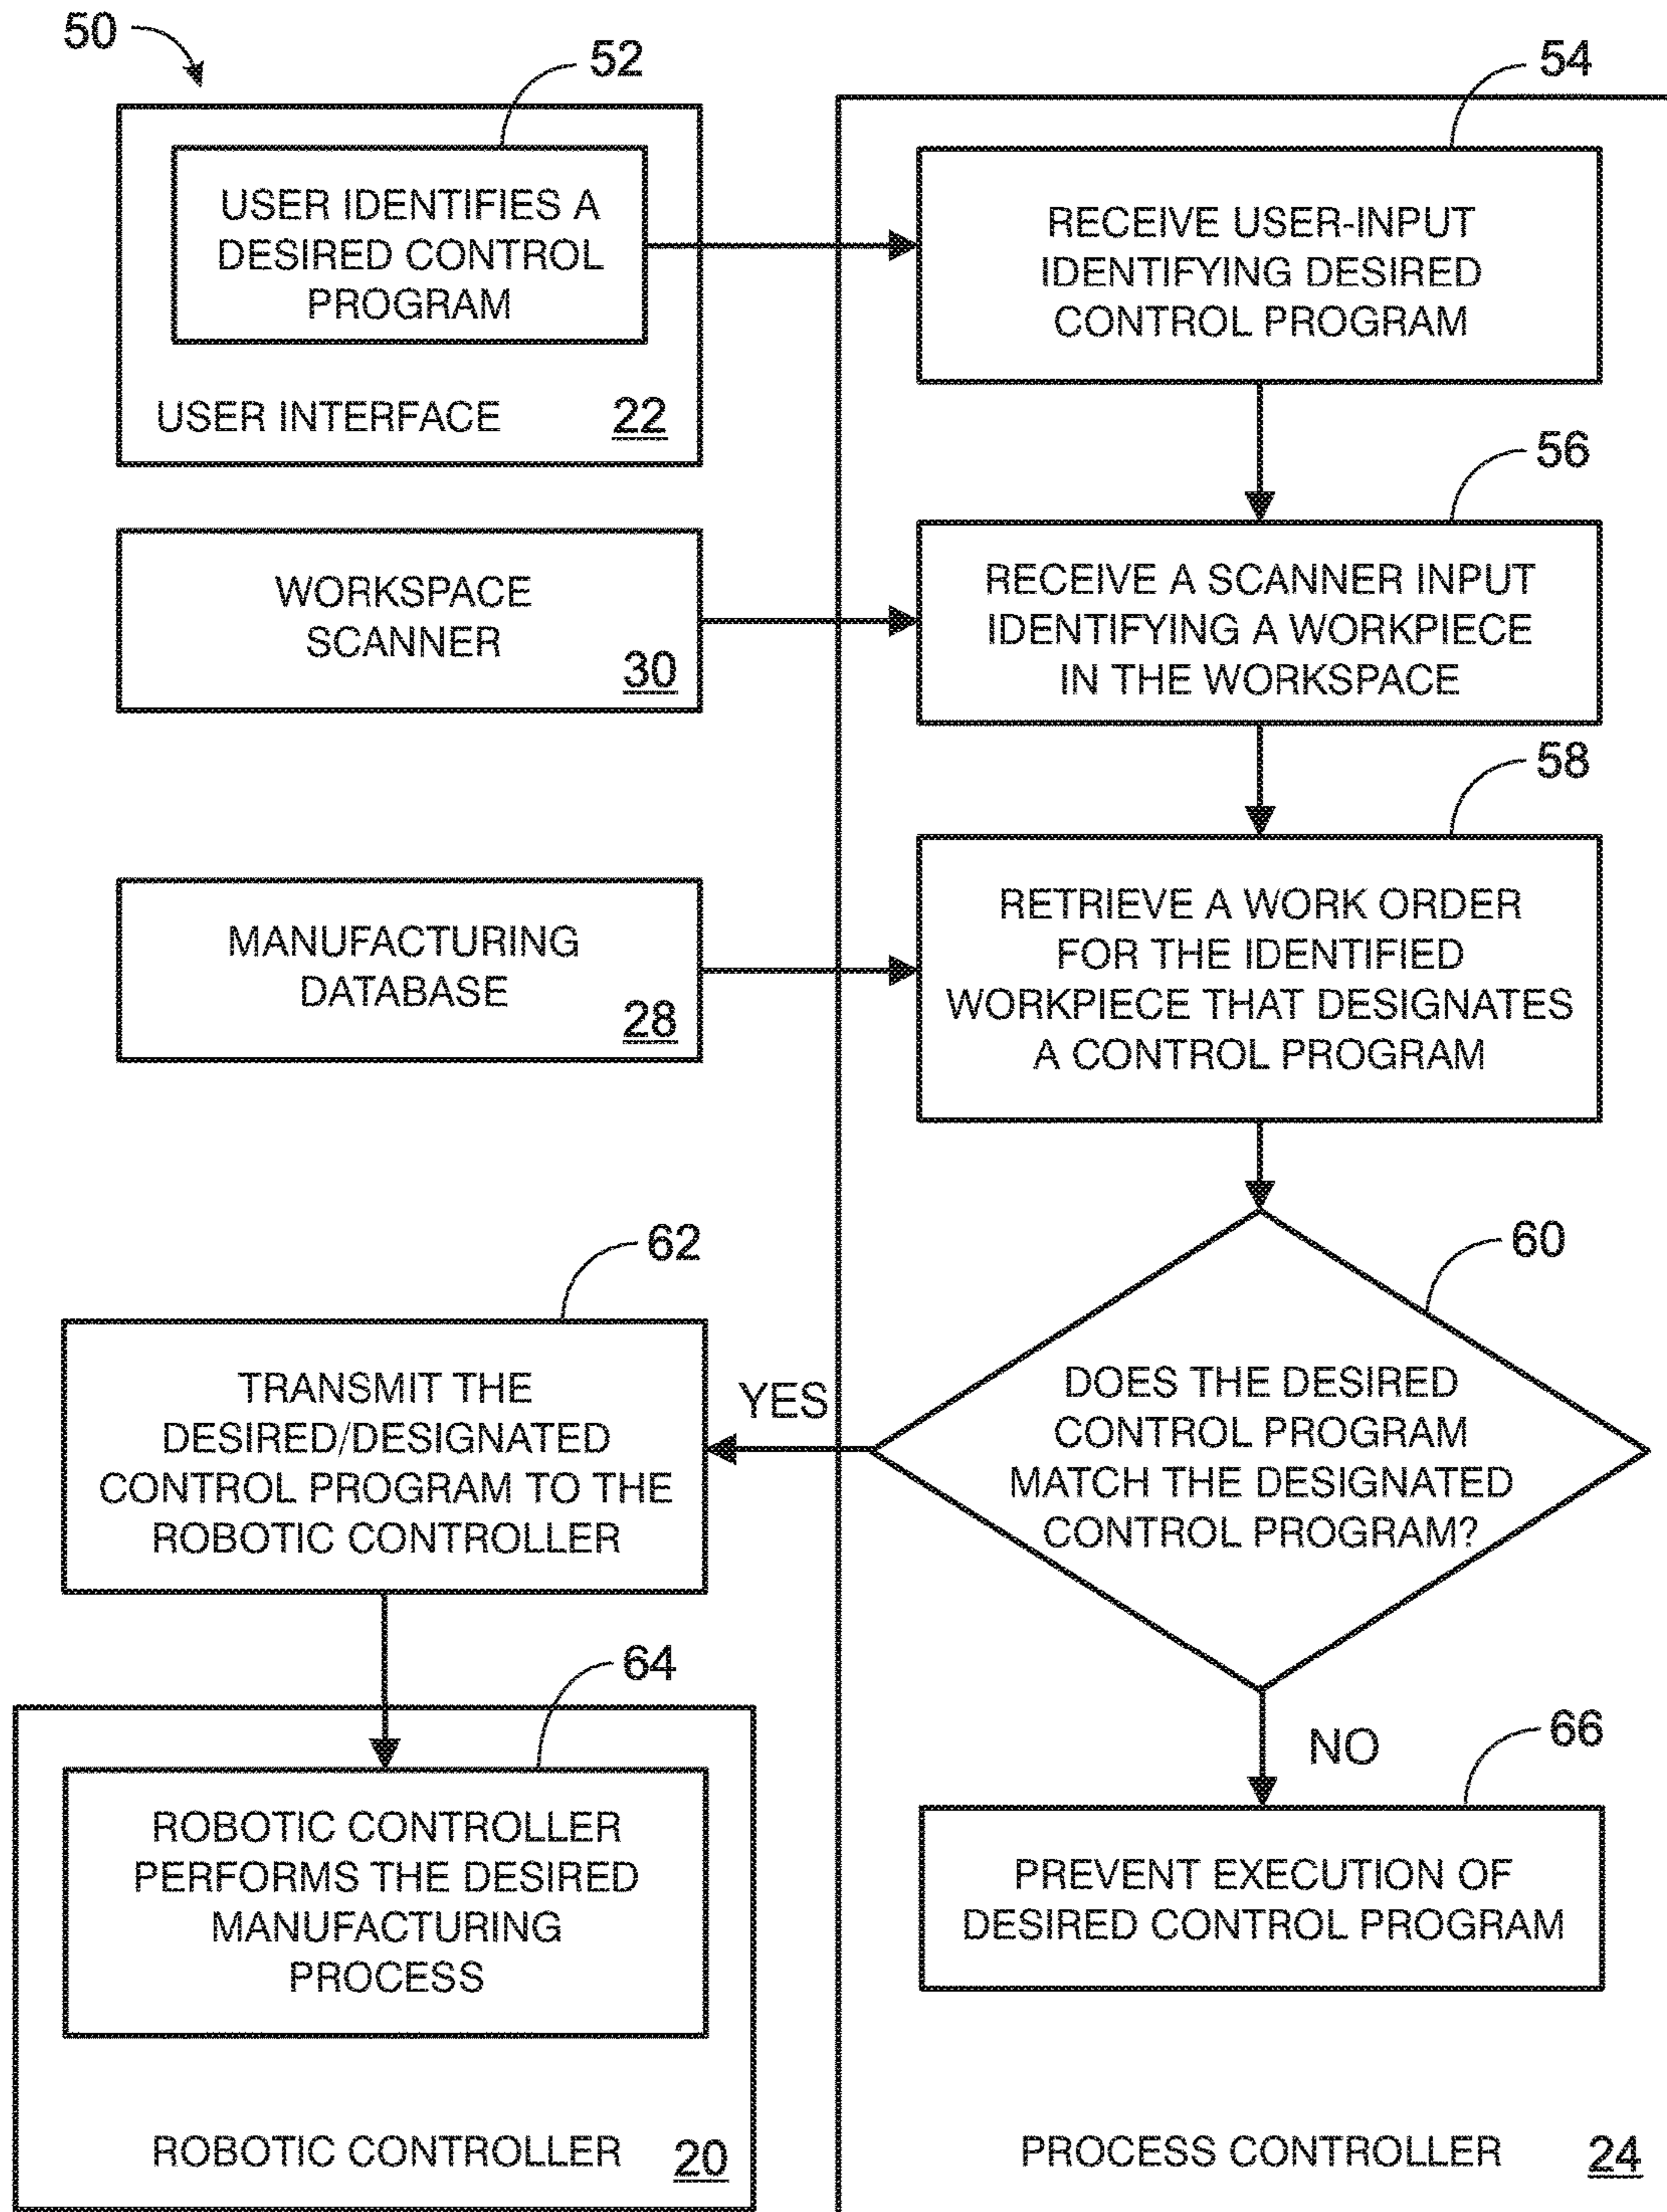 50
52
USER IDENTIFIES A
DESIRED CONTROL
PROGRAM
USER INTERFACE 22
54
RECEIVE USER-INPUT
IDENTIFYING DESIRED
CONTROL PROGRAM
WORKSPACE
SCANNER
30
56
RECEIVE A SCANNER INPUT
IDENTIFYING A WORKPIECE
IN THE WORKSPACE
MANUFACTURING
DATABASE
28
58
RETRIEVE A WORK ORDER
FOR THE IDENTIFIED
WORKPIECE THAT DESIGNATES
A CONTROL PROGRAM
60
DOES THE DESIRED
CONTROL PROGRAM
MATCH THE DESIGNATED
CONTROL PROGRAM?
YES
62
TRANSMIT THE
DESIRED/DESIGNATED
CONTROL PROGRAM TO THE
ROBOTIC CONTROLLER
64
ROBOTIC CONTROLLER
PERFORMS THE DESIRED
MANUFACTURING
PROCESS
ROBOTIC CONTROLLER 20
NO
66
PREVENT EXECUTION OF
DESIRED CONTROL PROGRAM
PROCESS CONTROLLER 24